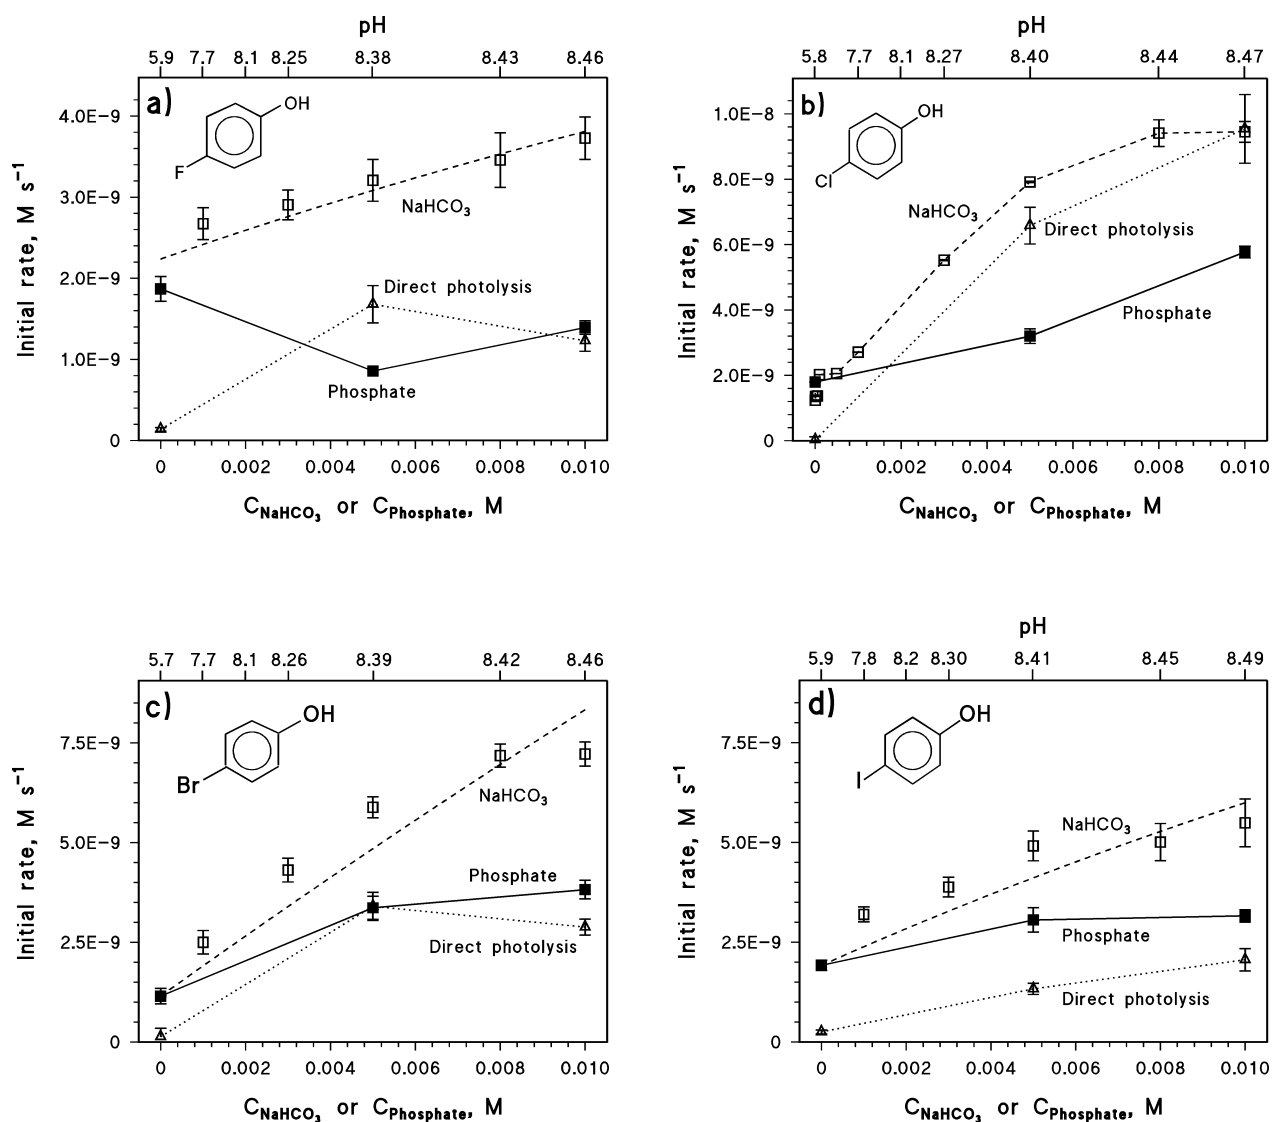 pH
5.9 7.7 8.1 8.25 8.38 8.43 8.46
a)
OH
F
4.0E−9
3.0E−9
2.0E−9
1.0E−9
0
Initial rate, M s−1
NaHCO3
Direct photolysis
Phosphate
0 0.002 0.004 0.006 0.008 0.010
CNaHCO3 or CPhosphate, M
pH
5.8 7.7 8.1 8.27 8.40 8.44 8.47
b)
OH
Cl
1.0E−8
8.0E−9
6.0E−9
4.0E−9
2.0E−9
0
Initial rate, M s−1
NaHCO3
Direct photolysis
Phosphate
0 0.002 0.004 0.006 0.008 0.010
CNaHCO3 or CPhosphate, M
5.7 7.7 8.1 8.26 8.39 8.42 8.46
c)
OH
Br
7.5E−9
5.0E−9
2.5E−9
0
Initial rate, M s−1
NaHCO3
Phosphate
Direct photolysis
0 0.002 0.004 0.006 0.008 0.010
CNaHCO3 or CPhosphate, M
pH
5.9 7.8 8.2 8.30 8.41 8.45 8.49
d)
OH
I
7.5E−9
5.0E−9
2.5E−9
0
Initial rate, M s−1
NaHCO3
Phosphate
Direct photolysis
0 0.002 0.004 0.006 0.008 0.010
CNaHCO3 or CPhosphate, M